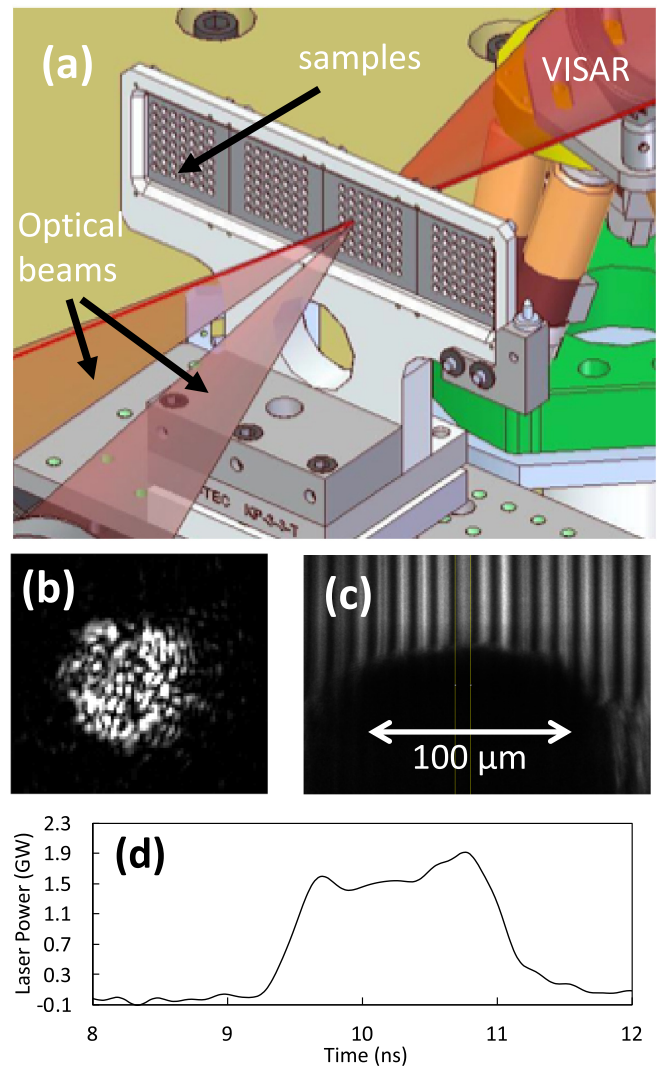 (a)
samples
VISAR
Optical
beams
KP-3-3-T
(b)
(c)
100 µm
(d)
Laser Power (GW)
2.3
1.9
1.5
1.1
0.7
0.3
-0.1
8
9
10
11
12
Time (ns)